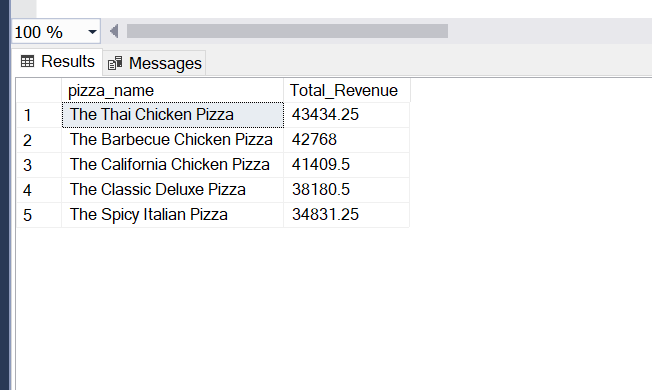 100 %
Results Messages
pizza_name Total_Revenue
1 The Thai Chicken Pizza 43434.25
2 The Barbecue Chicken Pizza 42768
3 The California Chicken Pizza 41409.5
4 The Classic Deluxe Pizza 38180.5
5 The Spicy Italian Pizza 34831.25